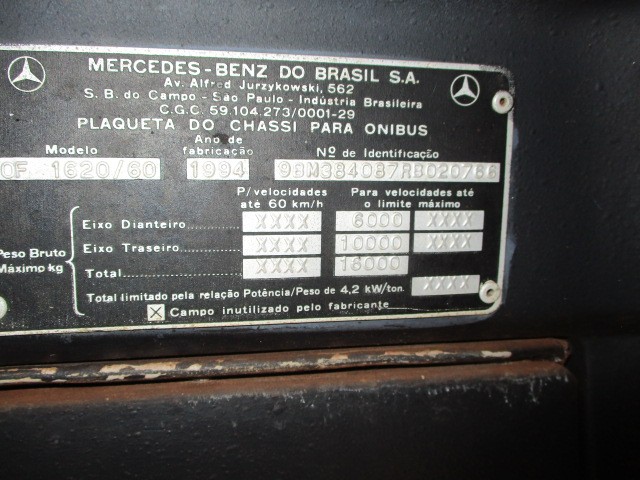 MERCEDES-BENZ DO BRASIL S.A.
Av. Alfred Jurzykowski, 562
S. B. do Campo - São Paulo - Indústria Brasileira
C.G.C. 59.104.273/0001-29
PLAQUETA DO CHASSI PARA ONIBUS
Modelo Ano de fabricação Nº de Identificação
OF 1620/60 1994 9BM384087RB020766
P/velocidades até 60 km/h Para velocidades até o limite máximo
Peso Bruto Máximo kg
Eixo Dianteiro XXXX 6000 XXXX
Eixo Traseiro XXXX 10000 XXXX
Total XXXX 16000
Total limitado pela relação Potência/Peso de 4,2 kW/ton. XXXX
X Campo inutilizado pelo fabricante